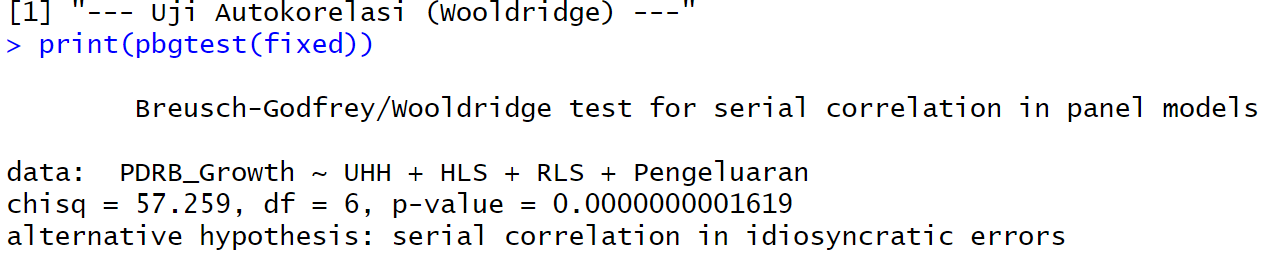 [1] "--- Uji Autokorelasi (Wooldridge) ---"
> print(pbgtest(fixed))
Breusch-Godfrey/Wooldridge test for serial correlation in panel models
data:  PDRB_Growth ~ UHH + HLS + RLS + Pengeluaran
chisq = 57.259, df = 6, p-value = 0.0000000001619
alternative hypothesis: serial correlation in idiosyncratic errors